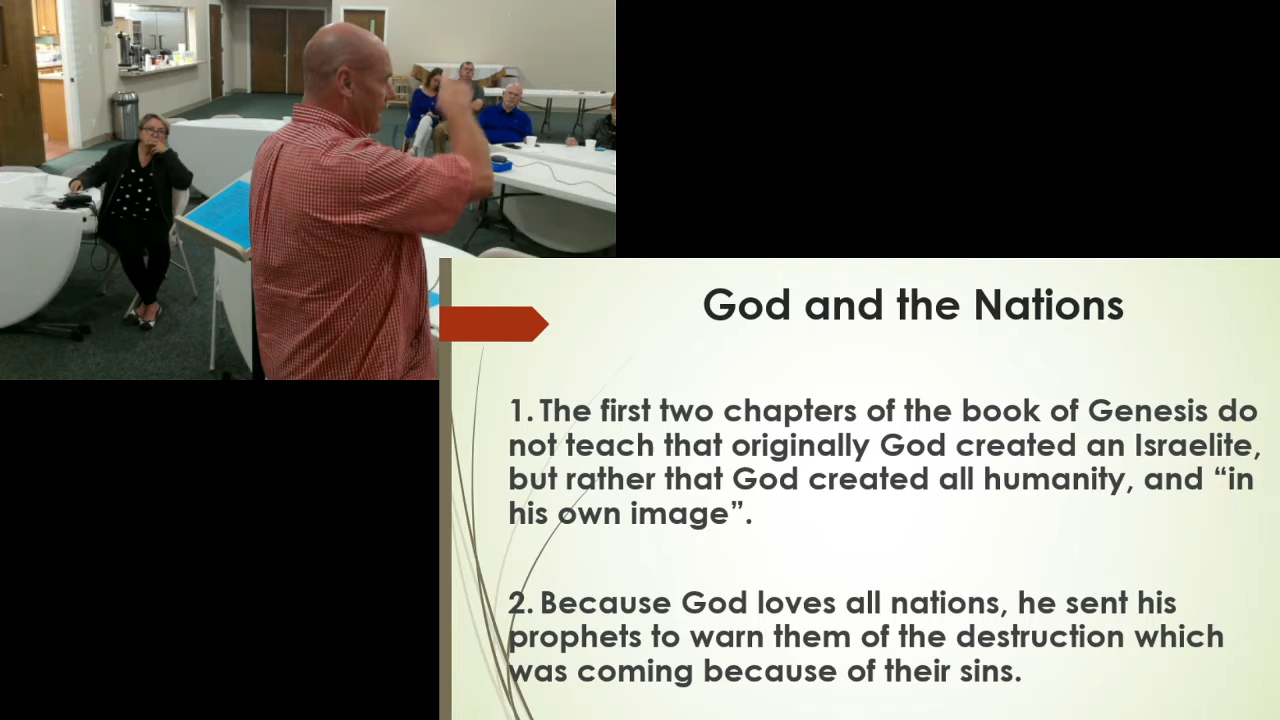 God and the Nations
1. The first two chapters of the book of Genesis do
not teach that originally God created an Israelite,
but rather that God created all humanity, and “in
his own image”.
2. Because God loves all nations, he sent his
prophets to warn them of the destruction which
was coming because of their sins.